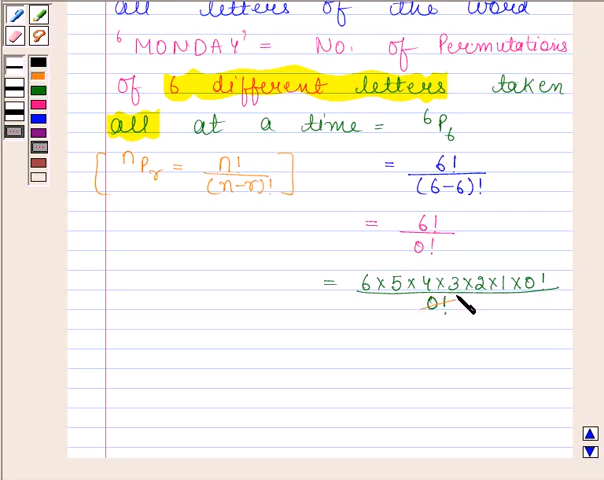 all letters of the word
'MONDAY' = No. of Permutations
of 6 different letters taken
all at a time = ⁶P₆
[ ⁿPᵣ = n! / (n-r)! ] = 6! / (6-6)!
= 6! / 0!
= 6 × 5 × 4 × 3 × 2 × 1 × 0! / 0!